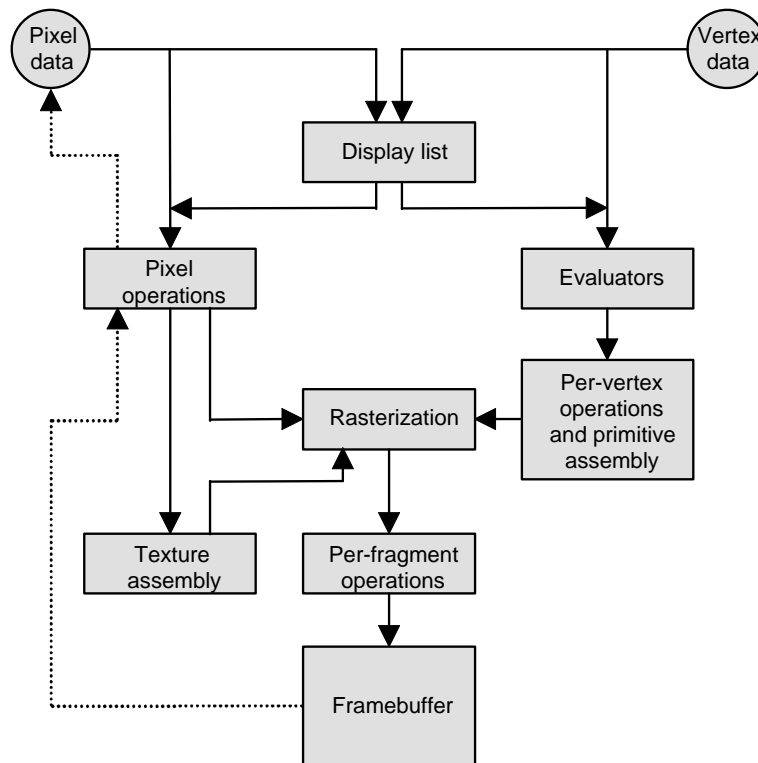 Pixel
data
Vertex
data
Display list
Pixel
operations
Evaluators
Per-vertex
operations
and primitive
assembly
Rasterization
Texture
assembly
Per-fragment
operations
Framebuffer